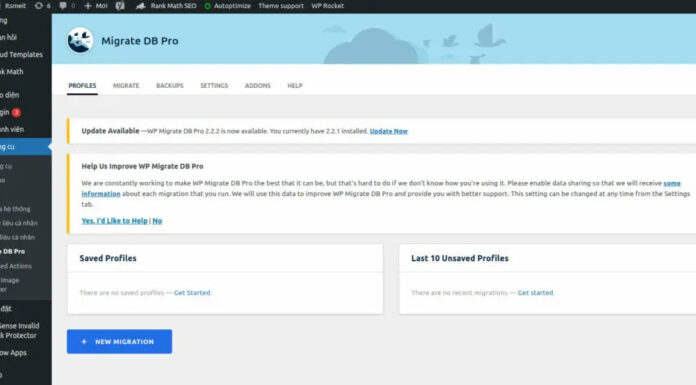 Itsmeit 6 0 + Mới Rank Math SEO Autoptimize Theme support WP Rocket
Migrate DB Pro
PROFILES MIGRATE BACKUPS SETTINGS ADDONS HELP
Update Available —WP Migrate DB Pro 2.2.2 is now available. You currently have 2.2.1 installed. Update Now
Help Us Improve WP Migrate DB Pro
We are constantly working to make WP Migrate DB Pro the best that it can be, but that's hard to do if we don't know how you're using it. Please enable data sharing so that we will receive some
information about each migration that you run. We will use this data to improve WP Migrate DB Pro and provide you with better support. This setting can be changed at any time from the Settings
tab.
Yes, I'd Like to Help | No
Saved Profiles
There are no saved profiles — Get Started.
Last 10 Unsaved Profiles
There are no recent migrations — Get started.
+ NEW MIGRATION
ng
n hồi
ud Templates
nk Math
o diện
gin 3
ành viên
ng cụ
ng cụ
o
a hệ thống
liệu cá nhân
liệu cá nhân
e DB Pro
ed Actions
Image
er
đặt
Sense Invalid
k Protector
ow Apps
p